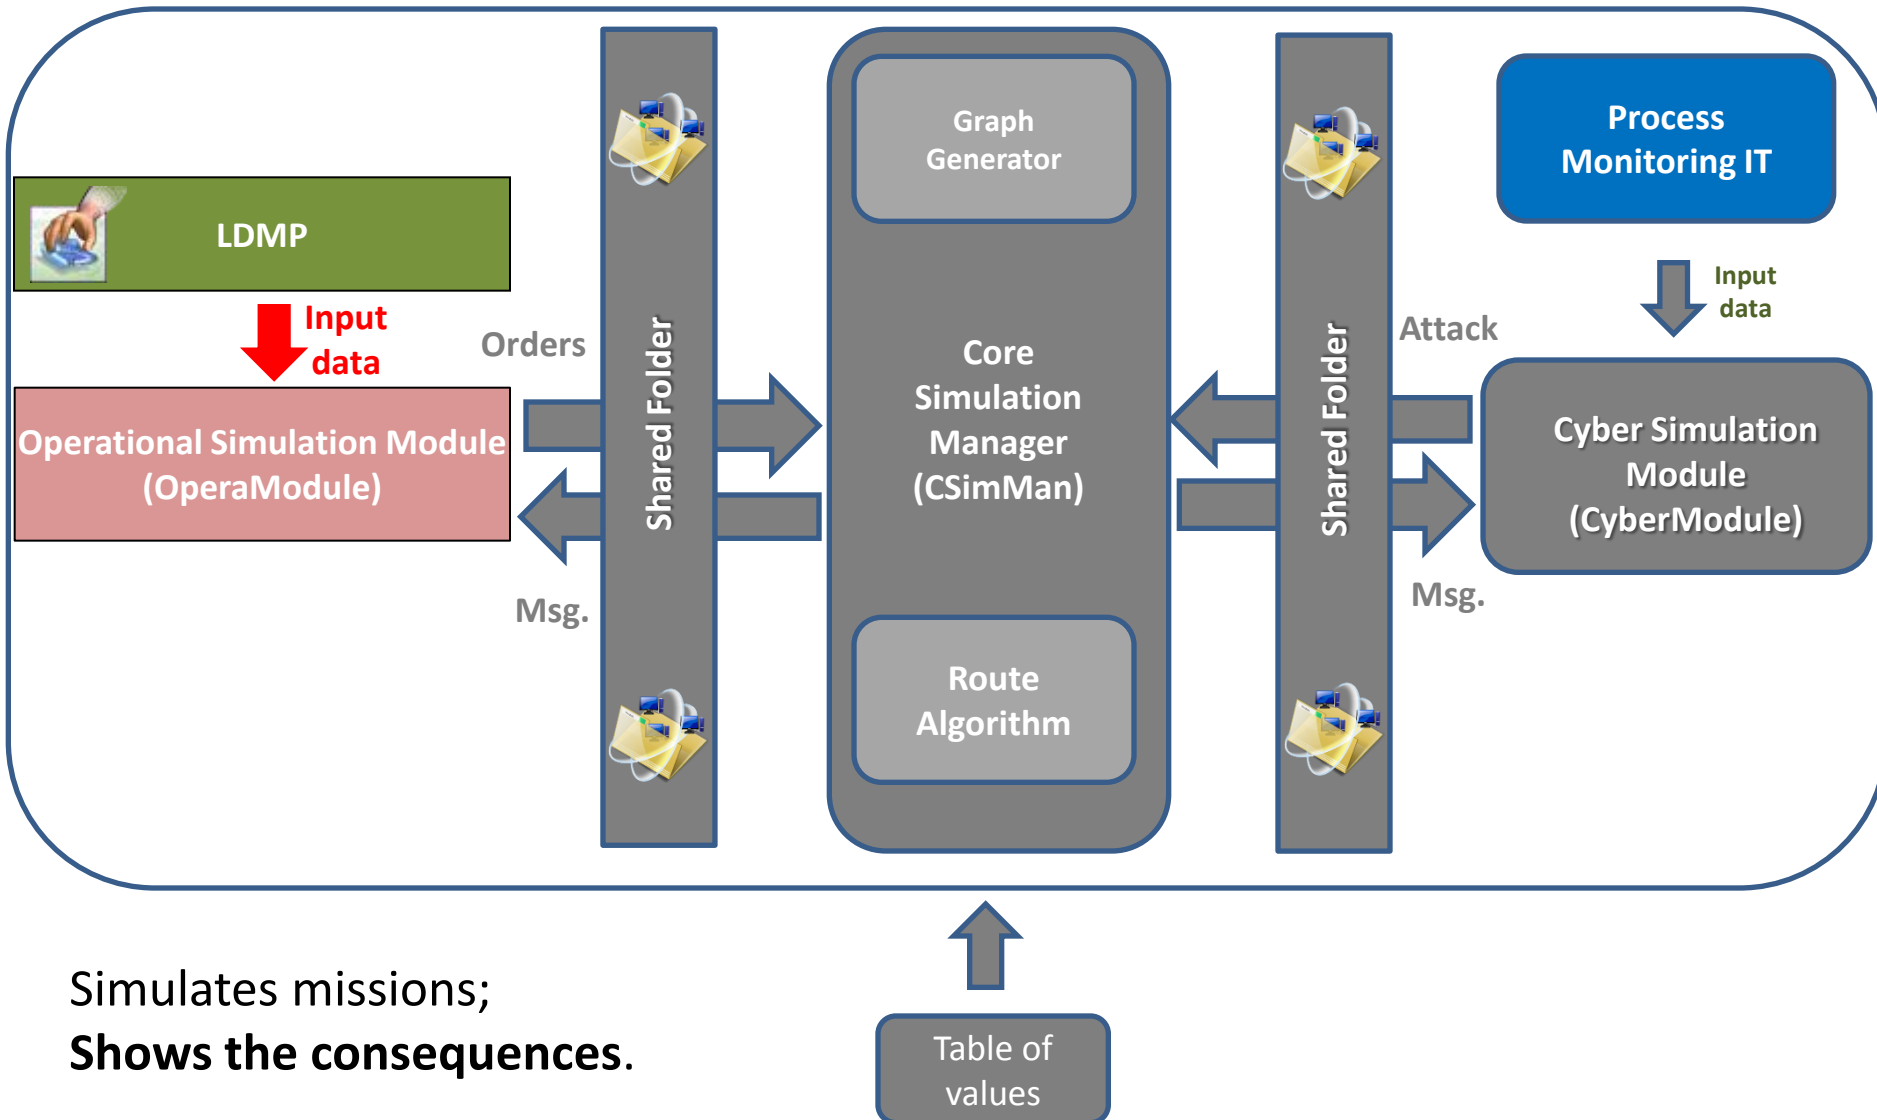 Graph
Generator
Process
Monitoring IT
LDMP
Input
data
Input
data
Orders
Attack
Shared Folder
Core
Simulation
Manager
(CSimMan)
Shared Folder
Operational Simulation Module
(OperaModule)
Cyber Simulation
Module
(CyberModule)
Msg.
Msg.
Route
Algorithm
Simulates missions;
Shows the consequences.
Table of
values